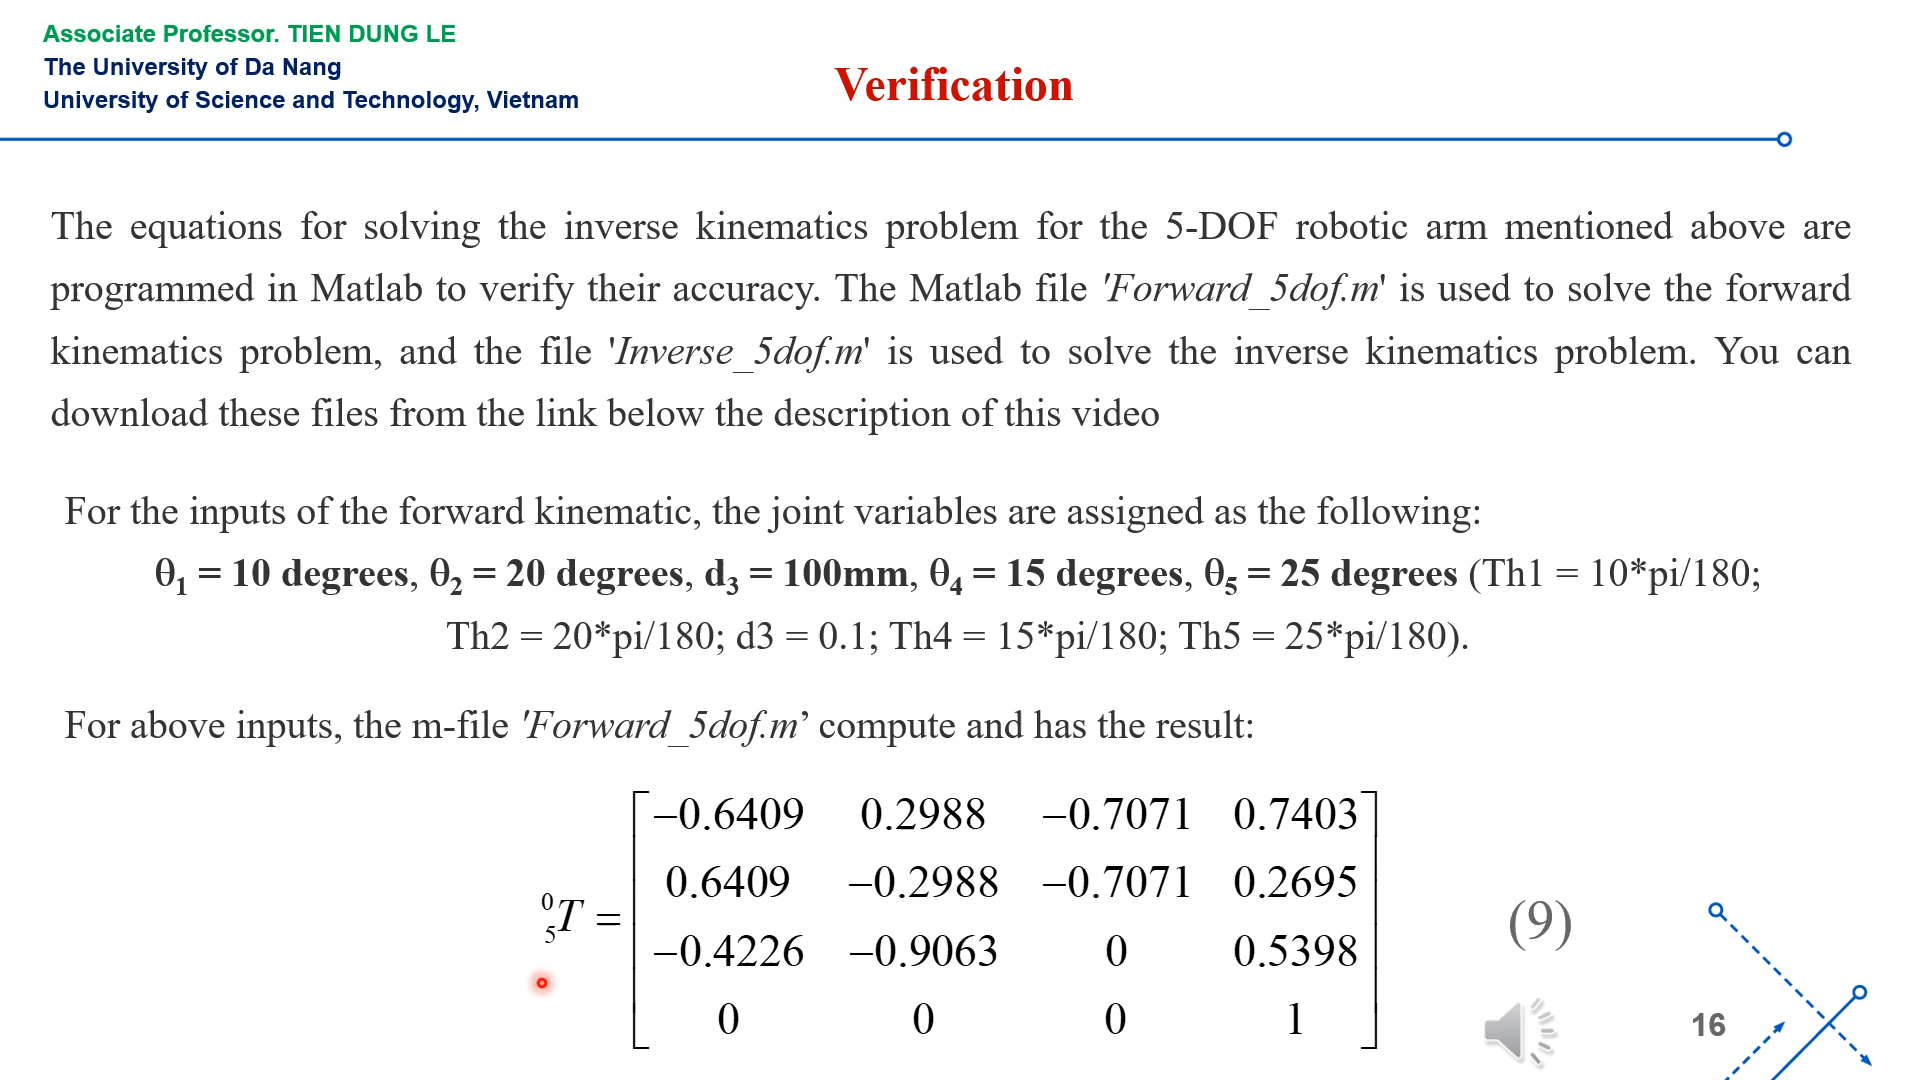 Associate Professor. TIEN DUNG LE
The University of Da Nang
University of Science and Technology, Vietnam
Verification
The equations for solving the inverse kinematics problem for the 5-DOF robotic arm mentioned above are
programmed in Matlab to verify their accuracy. The Matlab file 'Forward_5dof.m' is used to solve the forward
kinematics problem, and the file 'Inverse_5dof.m' is used to solve the inverse kinematics problem. You can
download these files from the link below the description of this video
For the inputs of the forward kinematic, the joint variables are assigned as the following:
θ₁ = 10 degrees, θ₂ = 20 degrees, d₃ = 100mm, θ₄ = 15 degrees, θ₅ = 25 degrees (Th1 = 10*pi/180;
Th2 = 20*pi/180; d3 = 0.1; Th4 = 15*pi/180; Th5 = 25*pi/180).
For above inputs, the m-file 'Forward_5dof.m’ compute and has the result:
−0.6409 0.2988 −0.7071 0.7403
0.6409 −0.2988 −0.7071 0.2695
⁰₅T =
(9)
−0.4226 −0.9063 0 0.5398
0 0 0 1
16